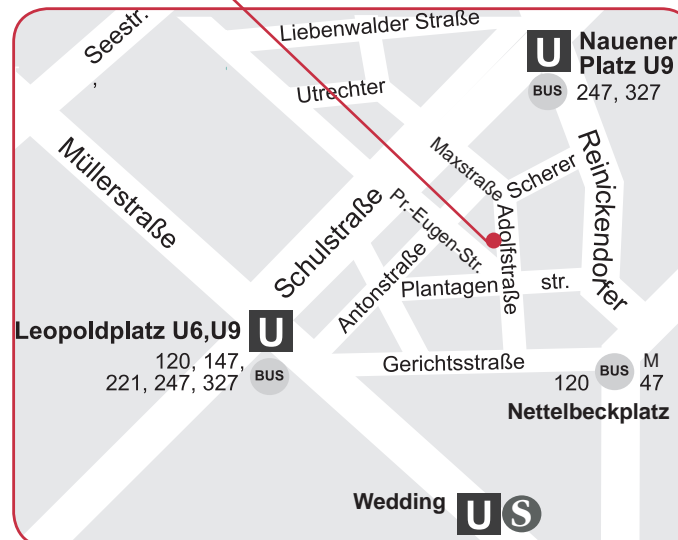 Seestr.
,
Liebenwalder Straße
U
Nauener
Platz U9
BUS
247, 327
Utrechter
Müllerstraße
Maxstraße
Scherer
Reinickendorfer
Schulstraße
Pr.-Eugen-Str.
Adolfstraße
Antonstraße
Plantagen
str.
Leopoldplatz U6,U9
U
120, 147,
221, 247, 327
BUS
Gerichtsstraße
120
BUS
M
47
Nettelbeckplatz
Wedding
U
S